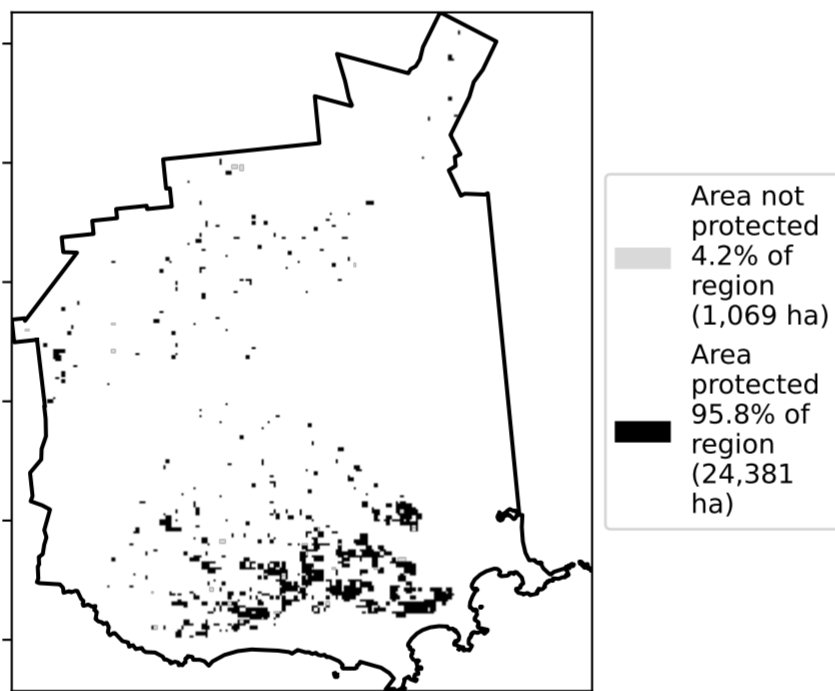 Area not
protected
4.2% of
region
(1,069 ha)
Area
protected
95.8% of
region
(24,381
ha)